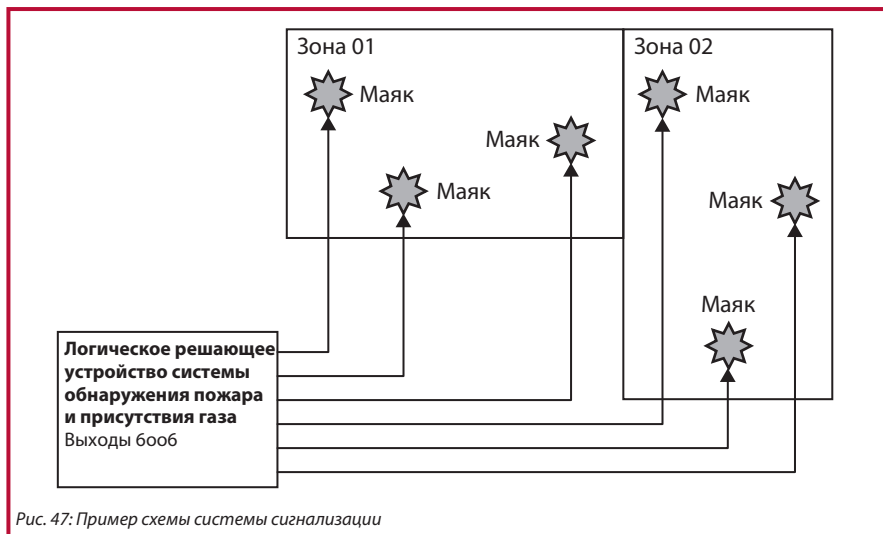 Зона 01
Зона 02
Маяк
Маяк
Маяк
Маяк
Маяк
Маяк
Логическое решающее
устройство системы
обнаружения пожара
и присутствия газа
Выходы 6oo6
Рис. 47: Пример схемы системы сигнализации